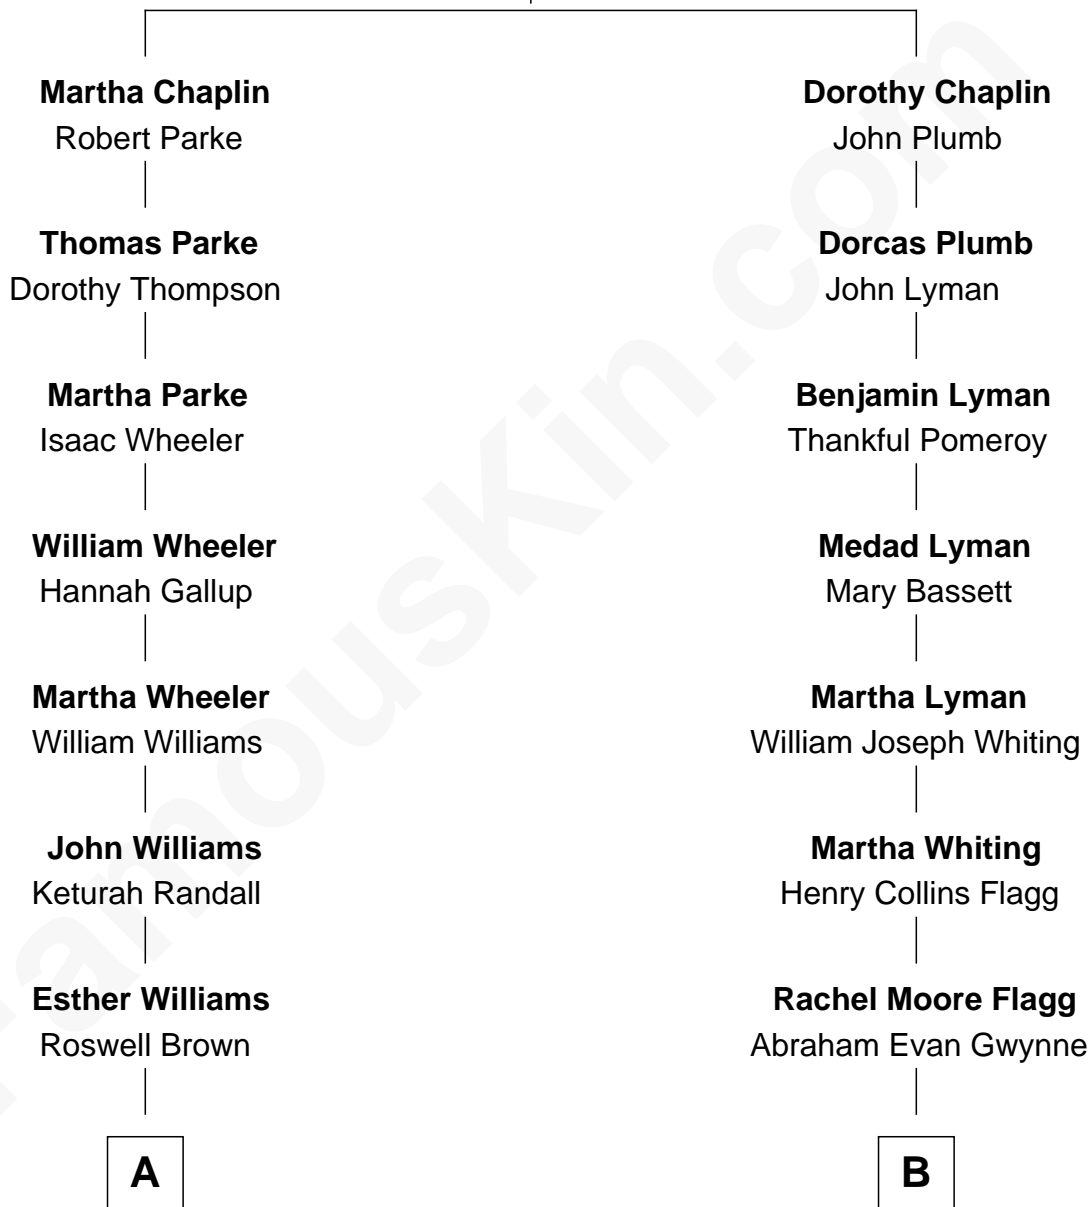 Martha Chaplin
Robert Parke
Dorothy Chaplin
John Plumb
Thomas Parke
Dorothy Thompson
Dorcas Plumb
John Lyman
Martha Parke
Isaac Wheeler
Benjamin Lyman
Thankful Pomeroy
William Wheeler
Hannah Gallup
Medad Lyman
Mary Bassett
Martha Wheeler
William Williams
Martha Lyman
William Joseph Whiting
John Williams
Keturah Randall
Martha Whiting
Henry Collins Flagg
Esther Williams
Roswell Brown
Rachel Moore Flagg
Abraham Evan Gwynne
A
B
FamousKin.com